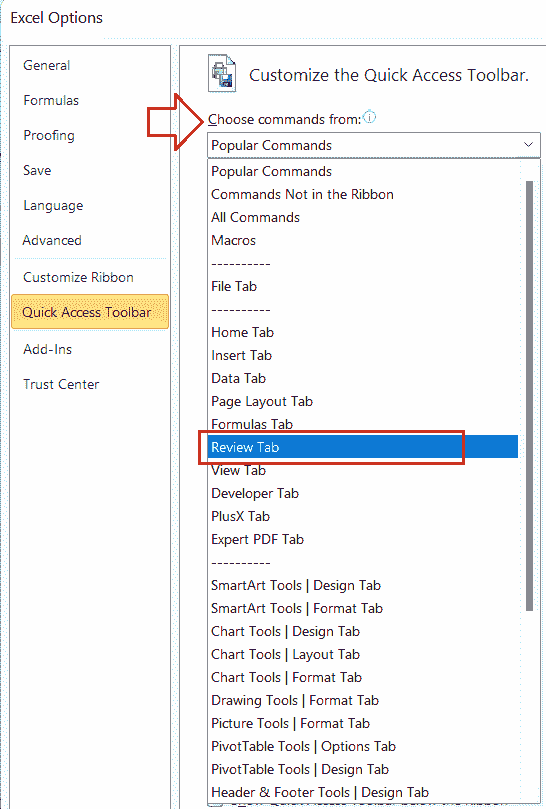 Excel Options
General
Formulas
Proofing
Save
Language
Advanced
Customize Ribbon
Quick Access Toolbar
Add-Ins
Trust Center
Customize the Quick Access Toolbar.
Choose commands from:
Popular Commands
Popular Commands
Commands Not in the Ribbon
All Commands
Macros
----------
File Tab
----------
Home Tab
Insert Tab
Data Tab
Page Layout Tab
Formulas Tab
Review Tab
View Tab
Developer Tab
PlusX Tab
Expert PDF Tab
----------
SmartArt Tools | Design Tab
SmartArt Tools | Format Tab
Chart Tools | Design Tab
Chart Tools | Layout Tab
Chart Tools | Format Tab
Drawing Tools | Format Tab
Picture Tools | Format Tab
PivotTable Tools | Options Tab
PivotTable Tools | Design Tab
Header & Footer Tools | Design Tab